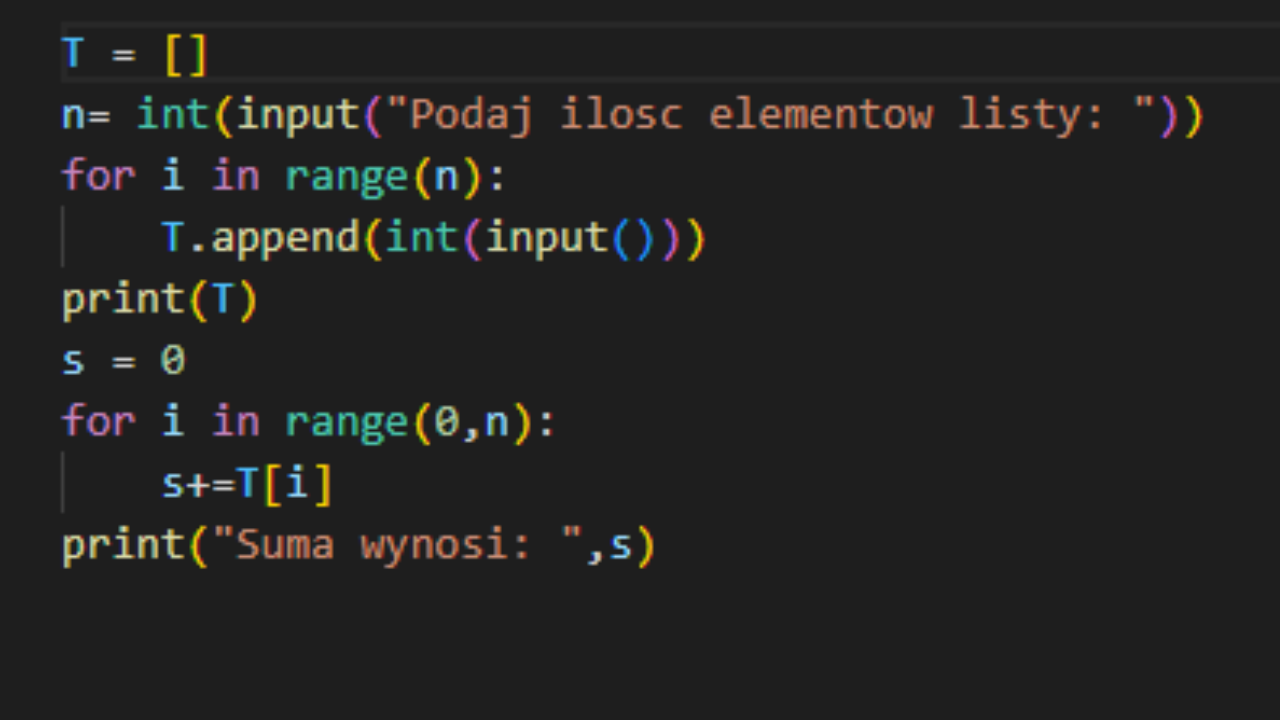 T = []
n= int(input("Podaj ilosc elementow listy: "))
for i in range(n):
    T.append(int(input()))
print(T)
s = 0
for i in range(0,n):
    s+=T[i]
print("Suma wynosi: ",s)